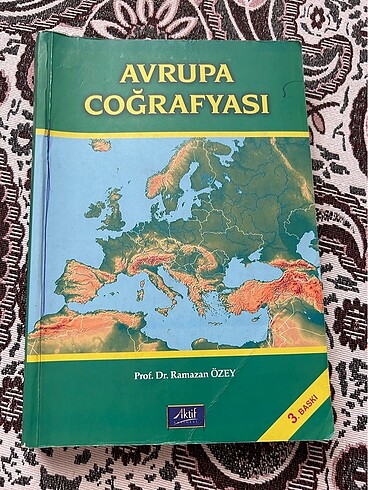 AVRUPA
COĞRAFYASI
Prof. Dr. Ramazan ÖZEY
Aktif
3. BASKI